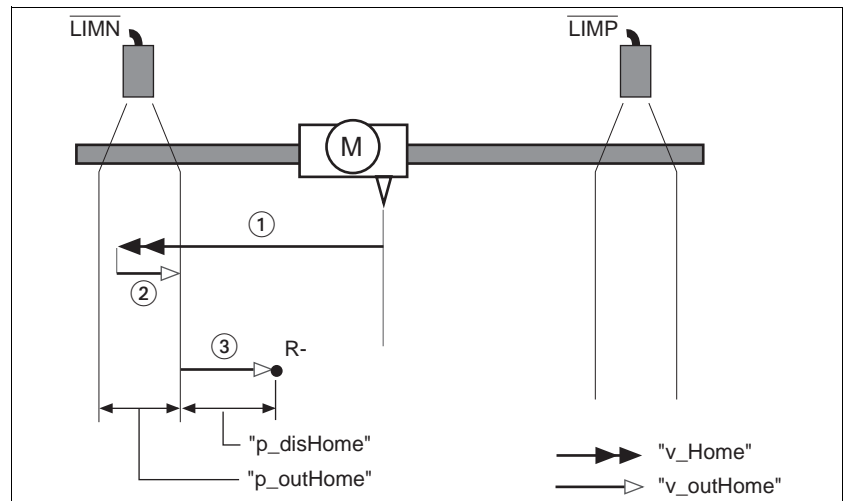 LIMN
LIMP
M
1
2
3
R-
"p_disHome"
"p_outHome"
"v_Home"
"v_outHome"